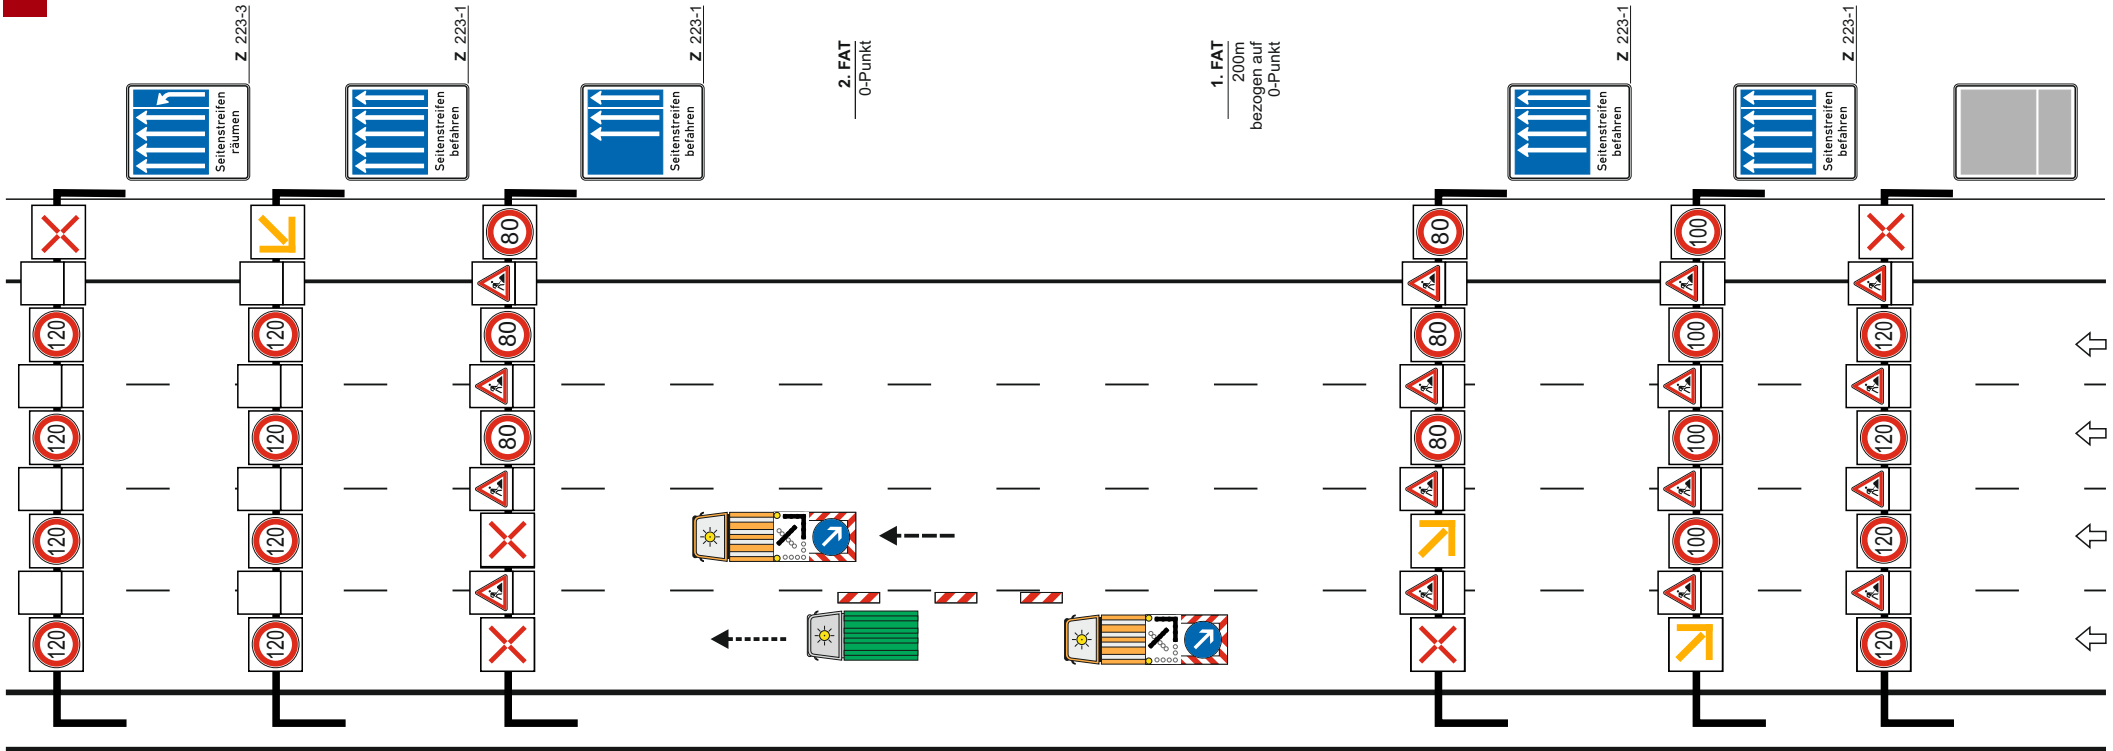 Z 223-3
Seitenstreifen
räumen
Z 223-1
Seitenstreifen
befahren
Z 223-1
Seitenstreifen
befahren
2. FAT
0-Punkt
1. FAT
200m
bezogen auf
0-Punkt
Z 223-1
Seitenstreifen
befahren
Z 223-1
Seitenstreifen
befahren
120
120
120
120
120
120
120
120
80
80
80
80
80
80
100
100
100
100
120
120
120
120